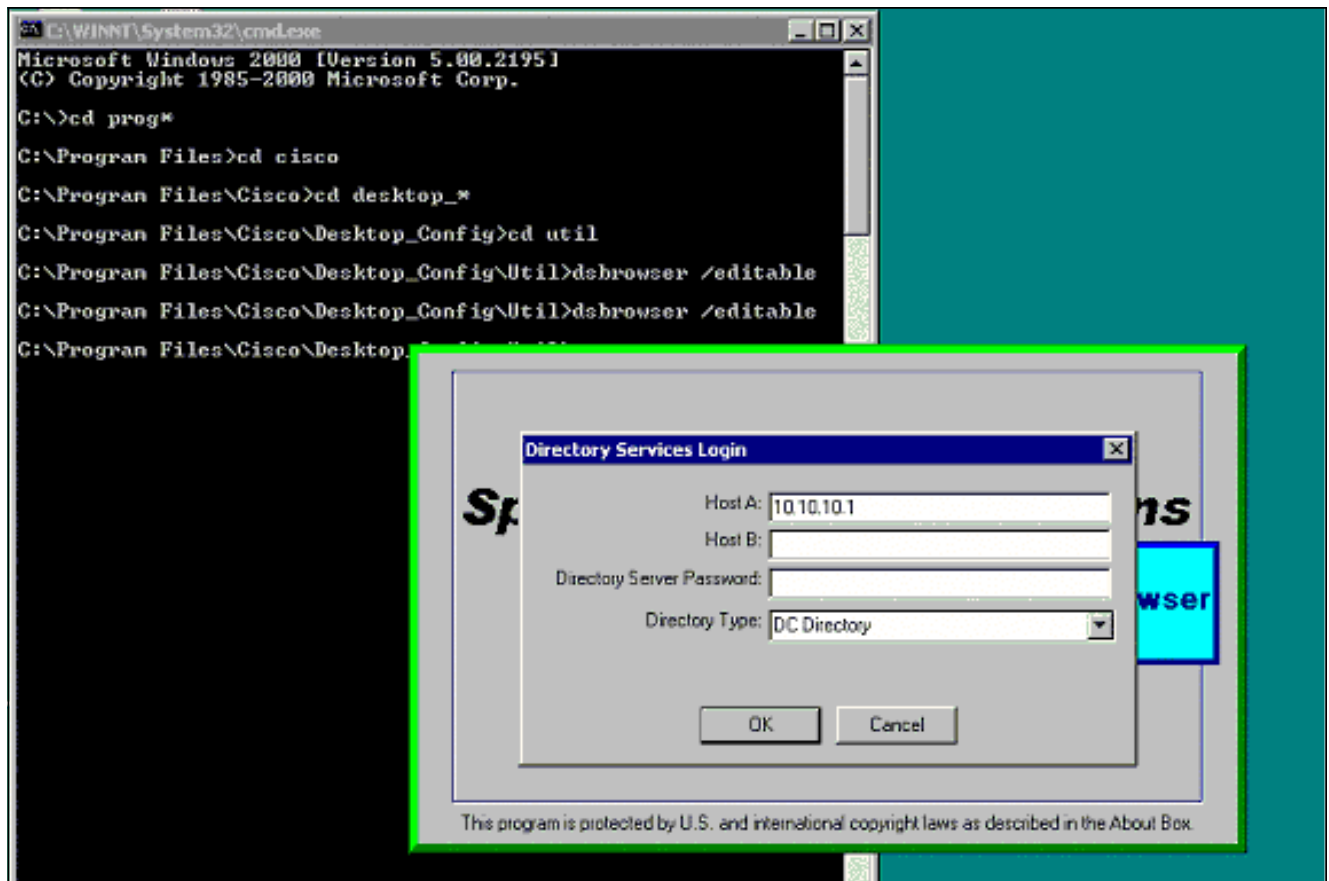 C:\WINNT\System32\cmd.exe
Microsoft Windows 2000 [Version 5.00.2195]
(C) Copyright 1985-2000 Microsoft Corp.
C:\>cd prog*
C:\Program Files>cd cisco
C:\Program Files\Cisco>cd desktop_*
C:\Program Files\Cisco\Desktop_Config>cd util
C:\Program Files\Cisco\Desktop_Config\Util>dsbrowser /editable
C:\Program Files\Cisco\Desktop_Config\Util>dsbrowser /editable
C:\Program Files\Cisco\Desktop_
Directory Services Login
Host A: 10.10.10.1
Host B:
Directory Server Password:
Directory Type: DC Directory
OK Cancel
Sp
ns
wser
This program is protected by U.S. and international copyright laws as described in the About Box.